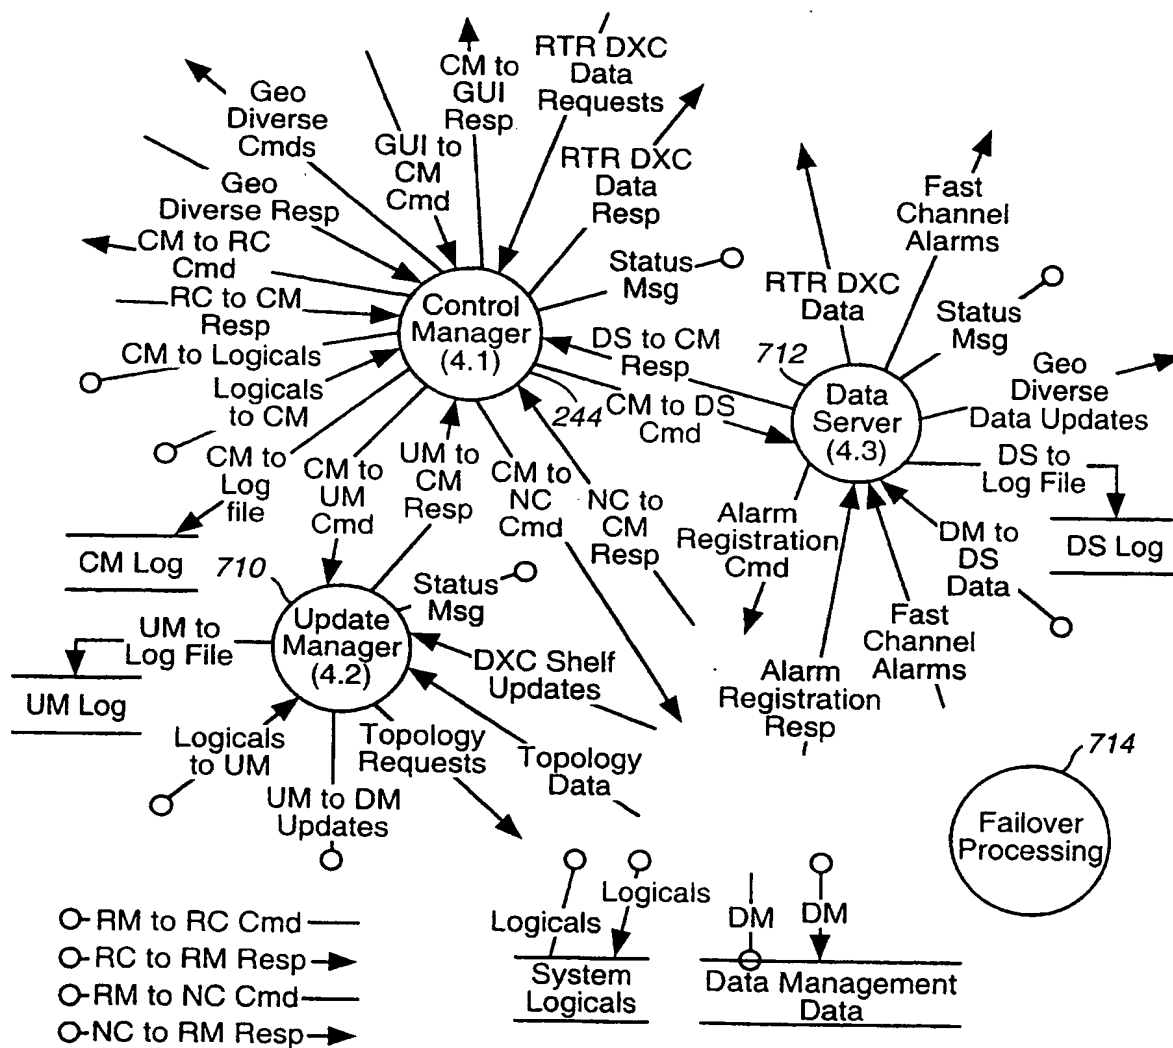 RTR DXC
Data
Requests
CM to
GUI
Resp
Geo
Diverse
Cmds
GUI to
CM
Cmd
RTR DXC
Data
Resp
Fast
Channel
Alarms
Geo
Diverse Resp
CM to RC
Cmd
Status
Msg
RTR DXC
Data
Status
Msg
RC to CM
Resp
Control
Manager
(4.1)
DS to CM
Resp
712
CM to Logicals
Logicals
to CM
244
CM to DS
Cmd
Data
Server
(4.3)
Geo
Diverse
Data Updates
CM to
Log
file
CM to
UM
Cmd
UM to
CM
Resp
CM to
NC
Cmd
NC to
CM
Resp
DS to
Log File
Alarm
Registration
Cmd
DM to
DS
Data
DS Log
CM Log
710
Status
Msg
UM to
Log File
Update
Manager
(4.2)
DXC Shelf
Updates
Fast
Channel
Alarms
Alarm
Registration
Resp
UM Log
Logicals
to UM
Topology
Requests
Topology
Data
UM to DM
Updates
714
Failover
Processing
Logicals
Logicals
DM
DM
System
Logicals
Data Management
Data
RM to RC Cmd
RC to RM Resp
RM to NC Cmd
NC to RM Resp